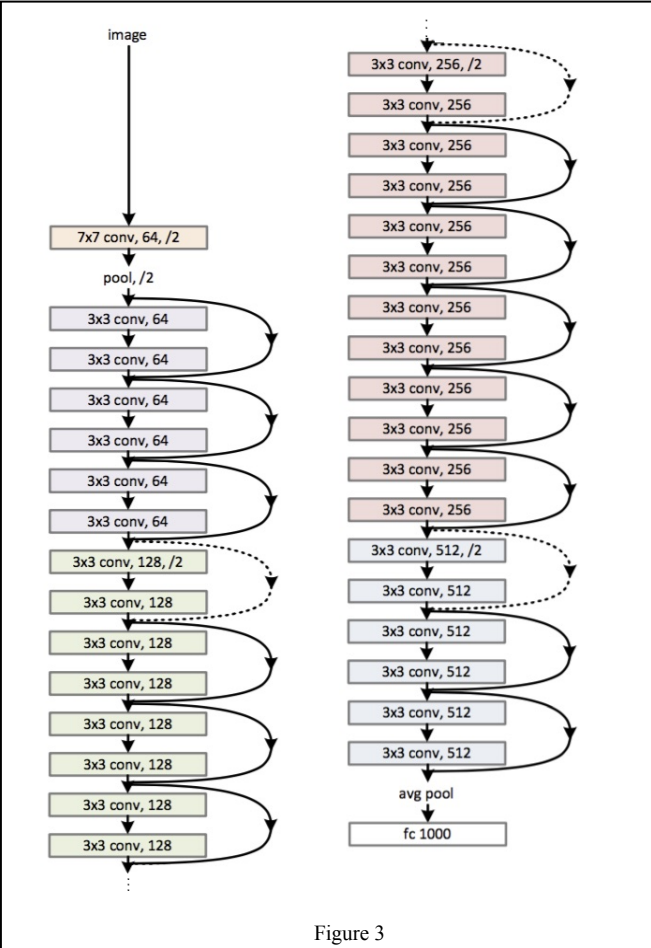 image
7x7 conv, 64, /2
pool, /2
3x3 conv, 64
3x3 conv, 64
3x3 conv, 64
3x3 conv, 64
3x3 conv, 64
3x3 conv, 64
3x3 conv, 128, /2
3x3 conv, 128
3x3 conv, 128
3x3 conv, 128
3x3 conv, 128
3x3 conv, 128
3x3 conv, 128
3x3 conv, 128
...
...
3x3 conv, 256, /2
3x3 conv, 256
3x3 conv, 256
3x3 conv, 256
3x3 conv, 256
3x3 conv, 256
3x3 conv, 256
3x3 conv, 256
3x3 conv, 256
3x3 conv, 256
3x3 conv, 256
3x3 conv, 256
3x3 conv, 512, /2
3x3 conv, 512
3x3 conv, 512
3x3 conv, 512
3x3 conv, 512
3x3 conv, 512
avg pool
fc 1000
Figure 3